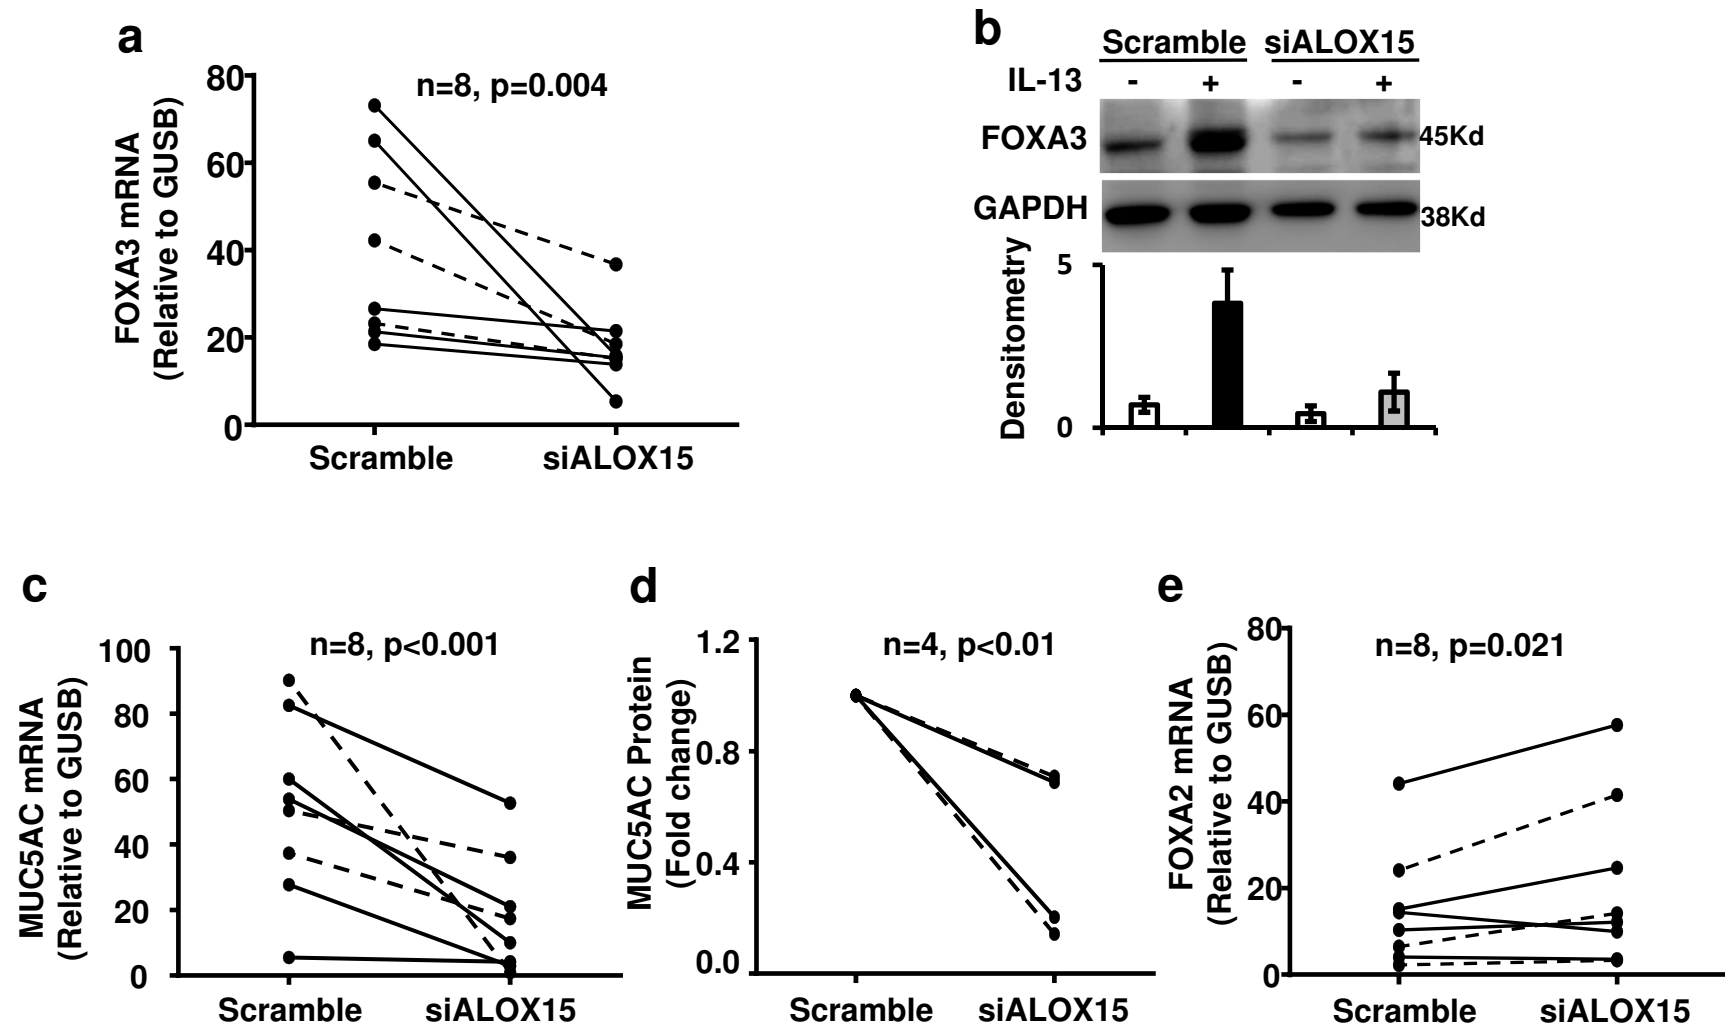 a
n=8, p=0.004
FOXA3 mRNA
(Relative to GUSB)
80
60
40
20
0
Scramble siALOX15
b
Scramble siALOX15
IL-13 - + - +
FOXA3 45Kd
GAPDH 38Kd
Densitometry
5
0
c
n=8, p<0.001
MUC5AC mRNA
(Relative to GUSB)
100
80
60
40
20
0
Scramble siALOX15
d
n=4, p<0.01
MUC5AC Protein
(Fold change)
1.2
0.8
0.4
0.0
Scramble siALOX15
e
n=8, p=0.021
FOXA2 mRNA
(Relative to GUSB)
80
60
40
20
0
Scramble siALOX15